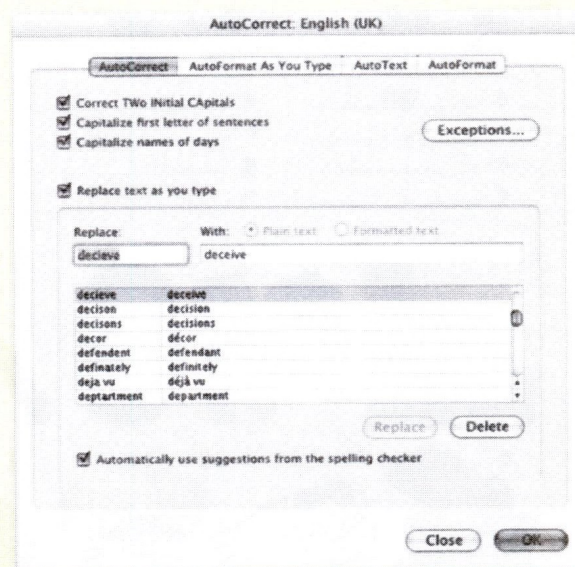 AutoCorrect: English (UK)
AutoCorrect AutoFormat As You Type AutoText AutoFormat
Correct TWo INitial CApitals
Capitalize first letter of sentences
Exceptions...
Capitalize names of days
Replace text as you type
Replace: With: Plain text Formatted text
decieve deceive
decieve deceive
decison decision
decisons decisions
decor décor
defendent defendant
definately definitely
deja vu déjà vu
deptartment department
Replace Delete
Automatically use suggestions from the spelling checker
Close OK